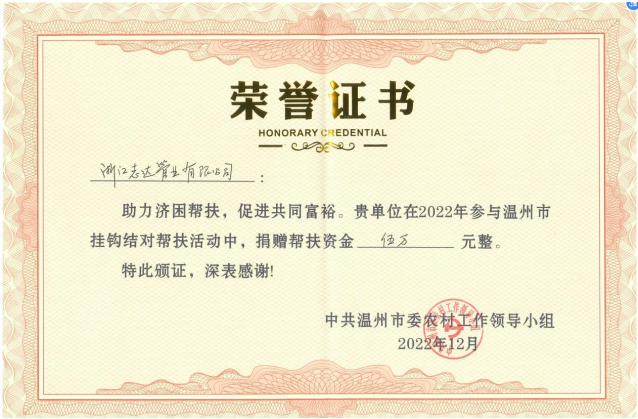 荣誉证书
HONORARY CREDENTIAL
浙江志达管业有限公司：
助力济困帮扶，促进共同富裕。贵单位在2022年参与温州市
挂钩结对帮扶活动中，捐赠帮扶资金 伍万 元整。
特此颁证，深表感谢!
中共温州市委农村工作领导小组
2022年12月